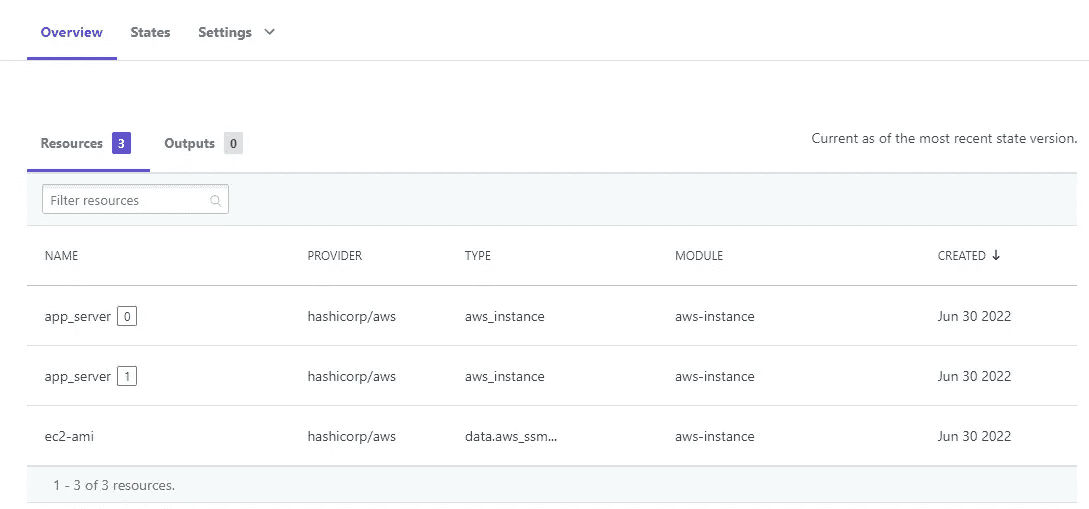 Overview States Settings
Resources 3 Outputs 0 Current as of the most recent state version.
Filter resources
NAME PROVIDER TYPE MODULE CREATED ↓
app_server 0 hashicorp/aws aws_instance aws-instance Jun 30 2022
app_server 1 hashicorp/aws aws_instance aws-instance Jun 30 2022
ec2-ami hashicorp/aws data.aws_ssm... aws-instance Jun 30 2022
1 - 3 of 3 resources.